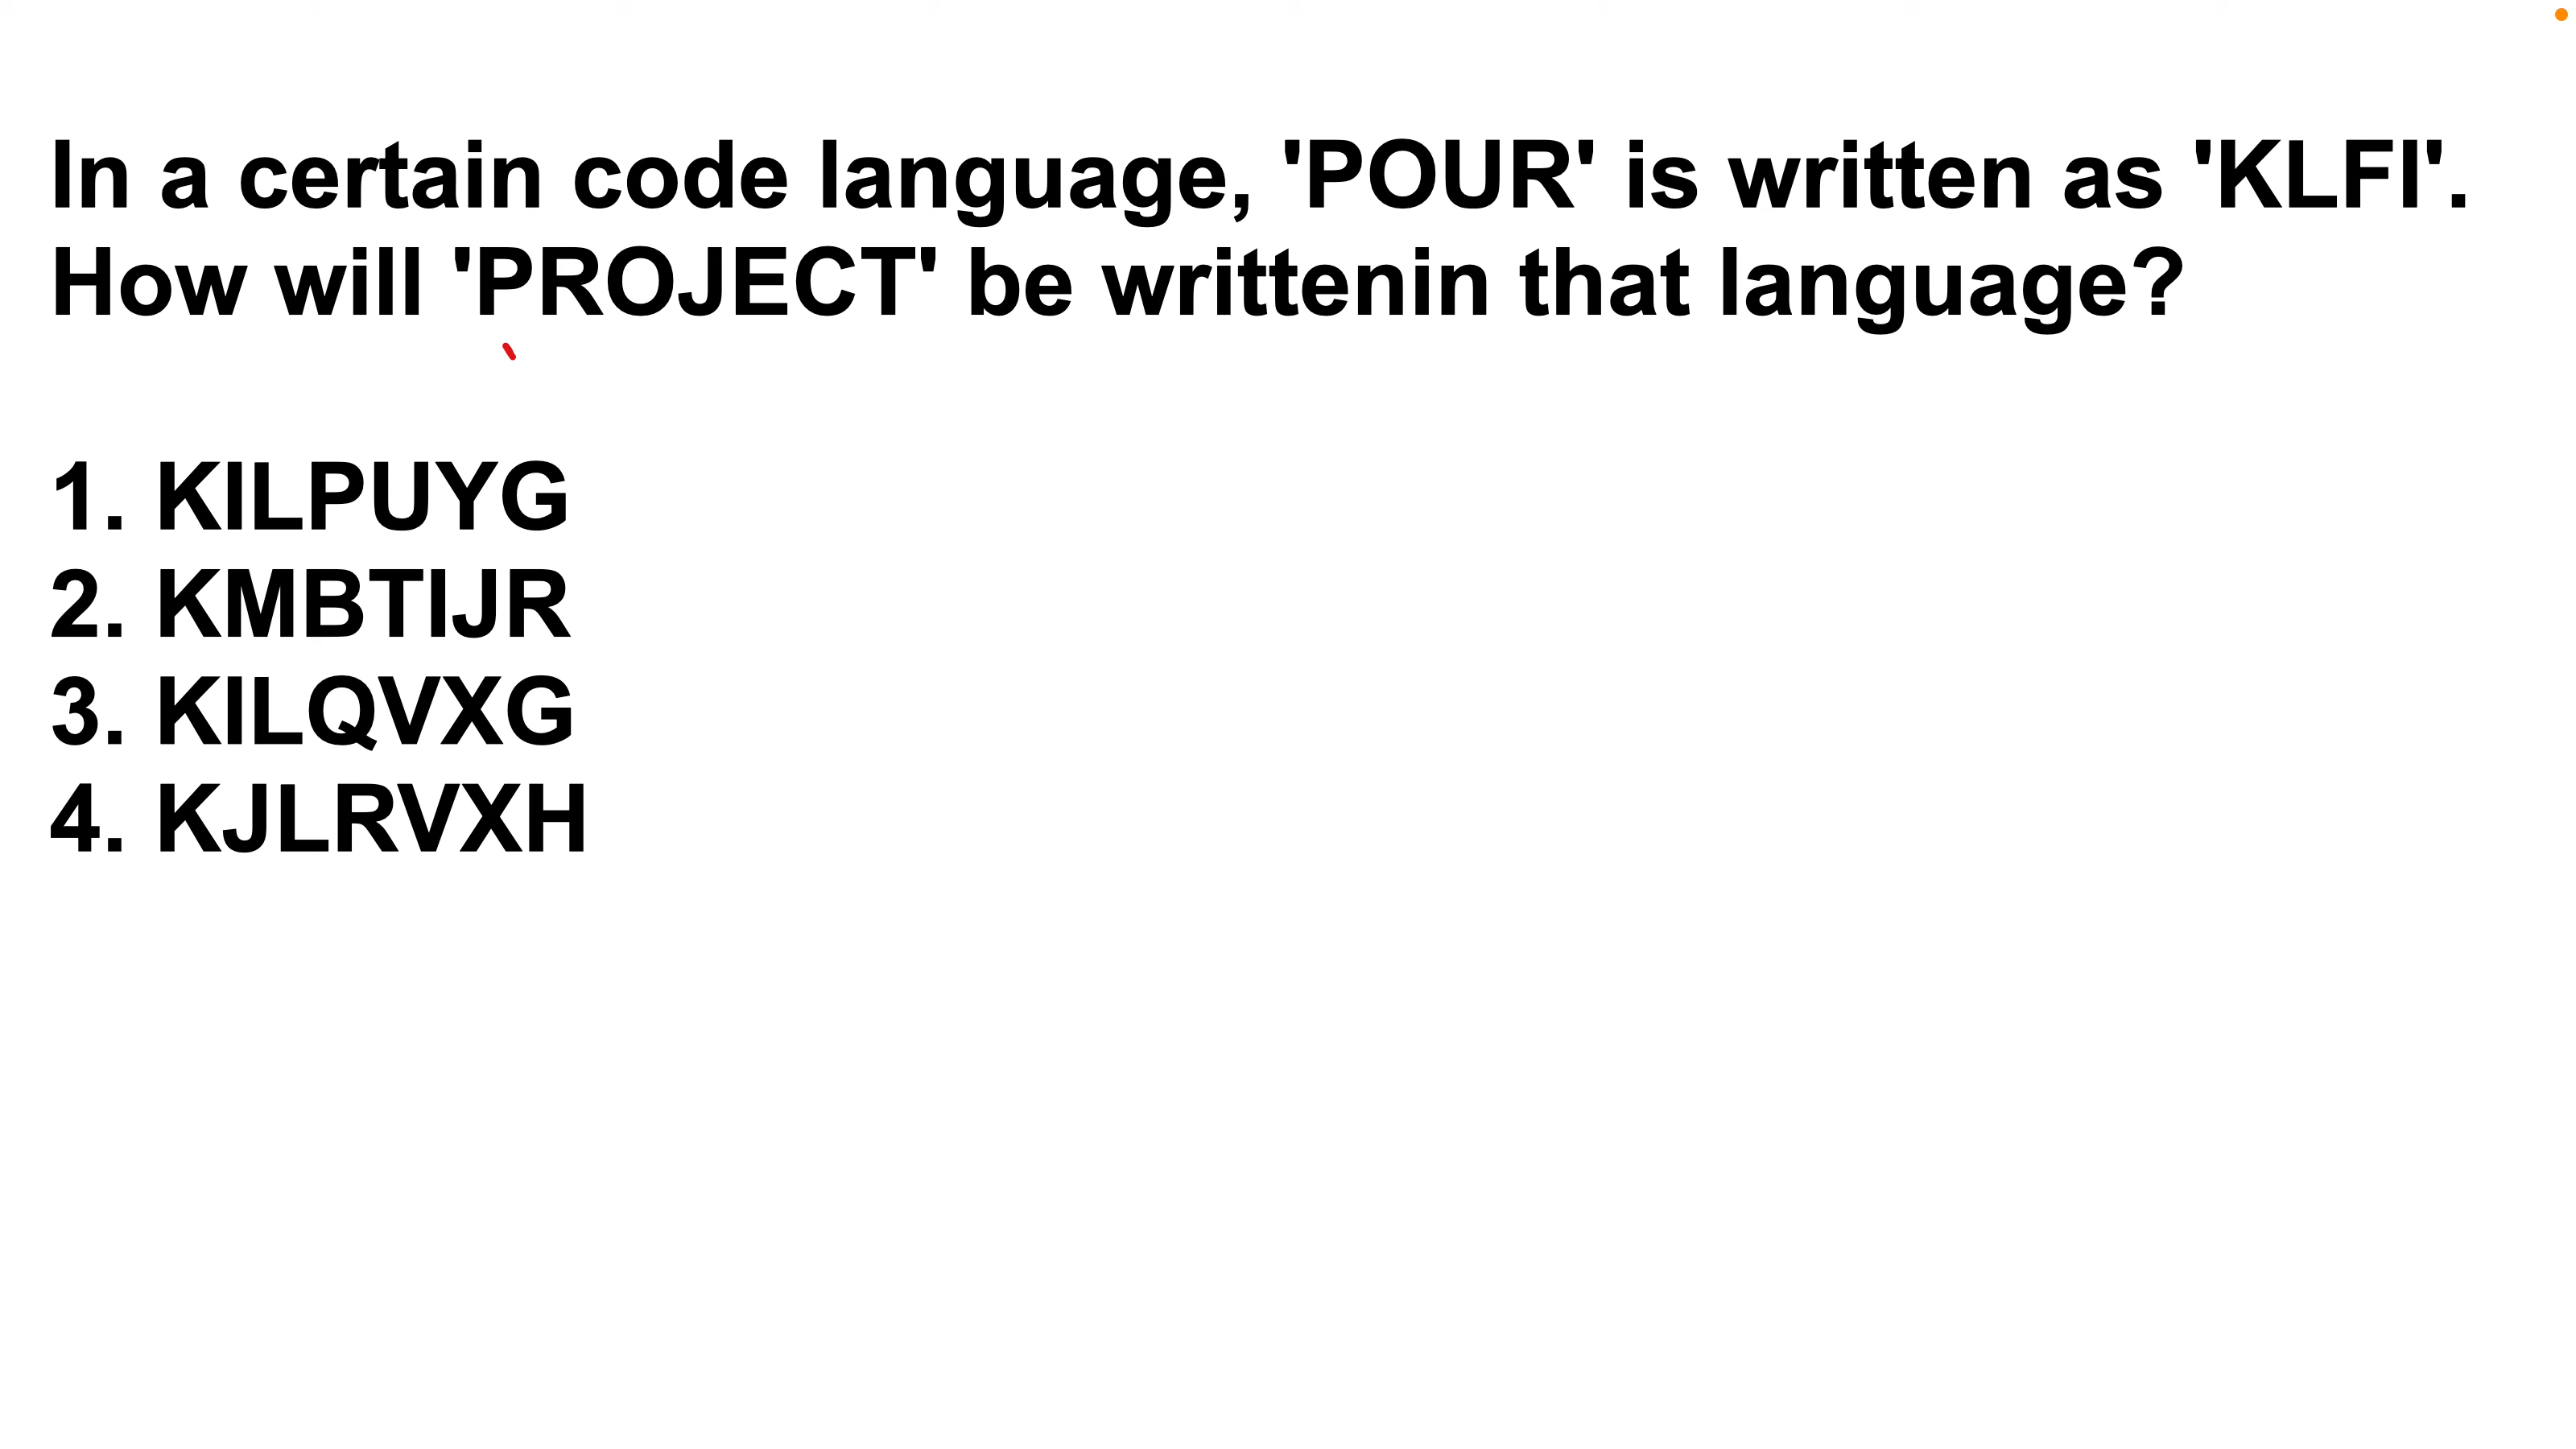 In a certain code language, 'POUR' is written as 'KLFI'.
How will 'PROJECT' be writtenin that language?
1. KILPUYG
2. KMBTIJR
3. KILQVXG
4. KJLRVXH